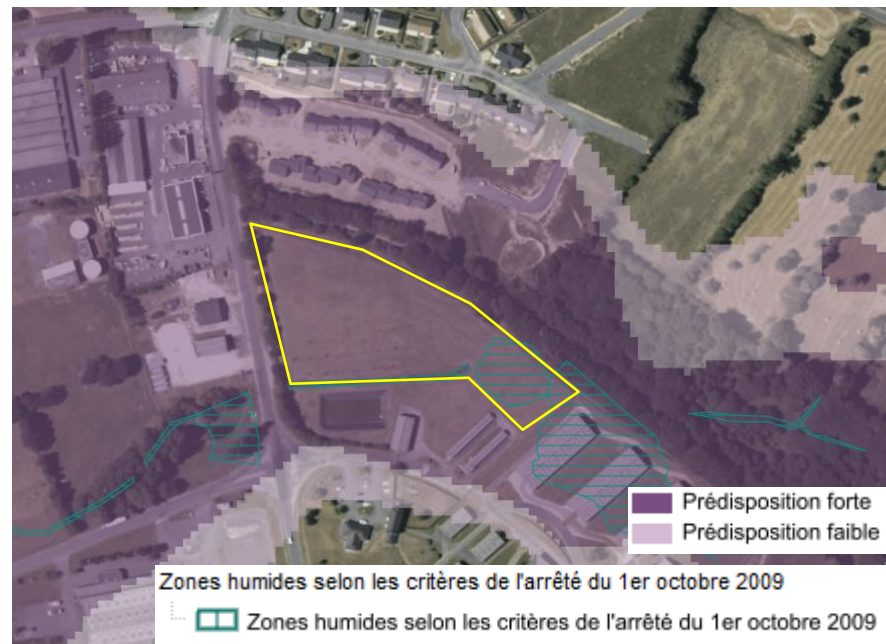 Prédisposition forte
Prédisposition faible
Zones humides selon les critères de l'arrêté du 1er octobre 2009
Zones humides selon les critères de l'arrêté du 1er octobre 2009